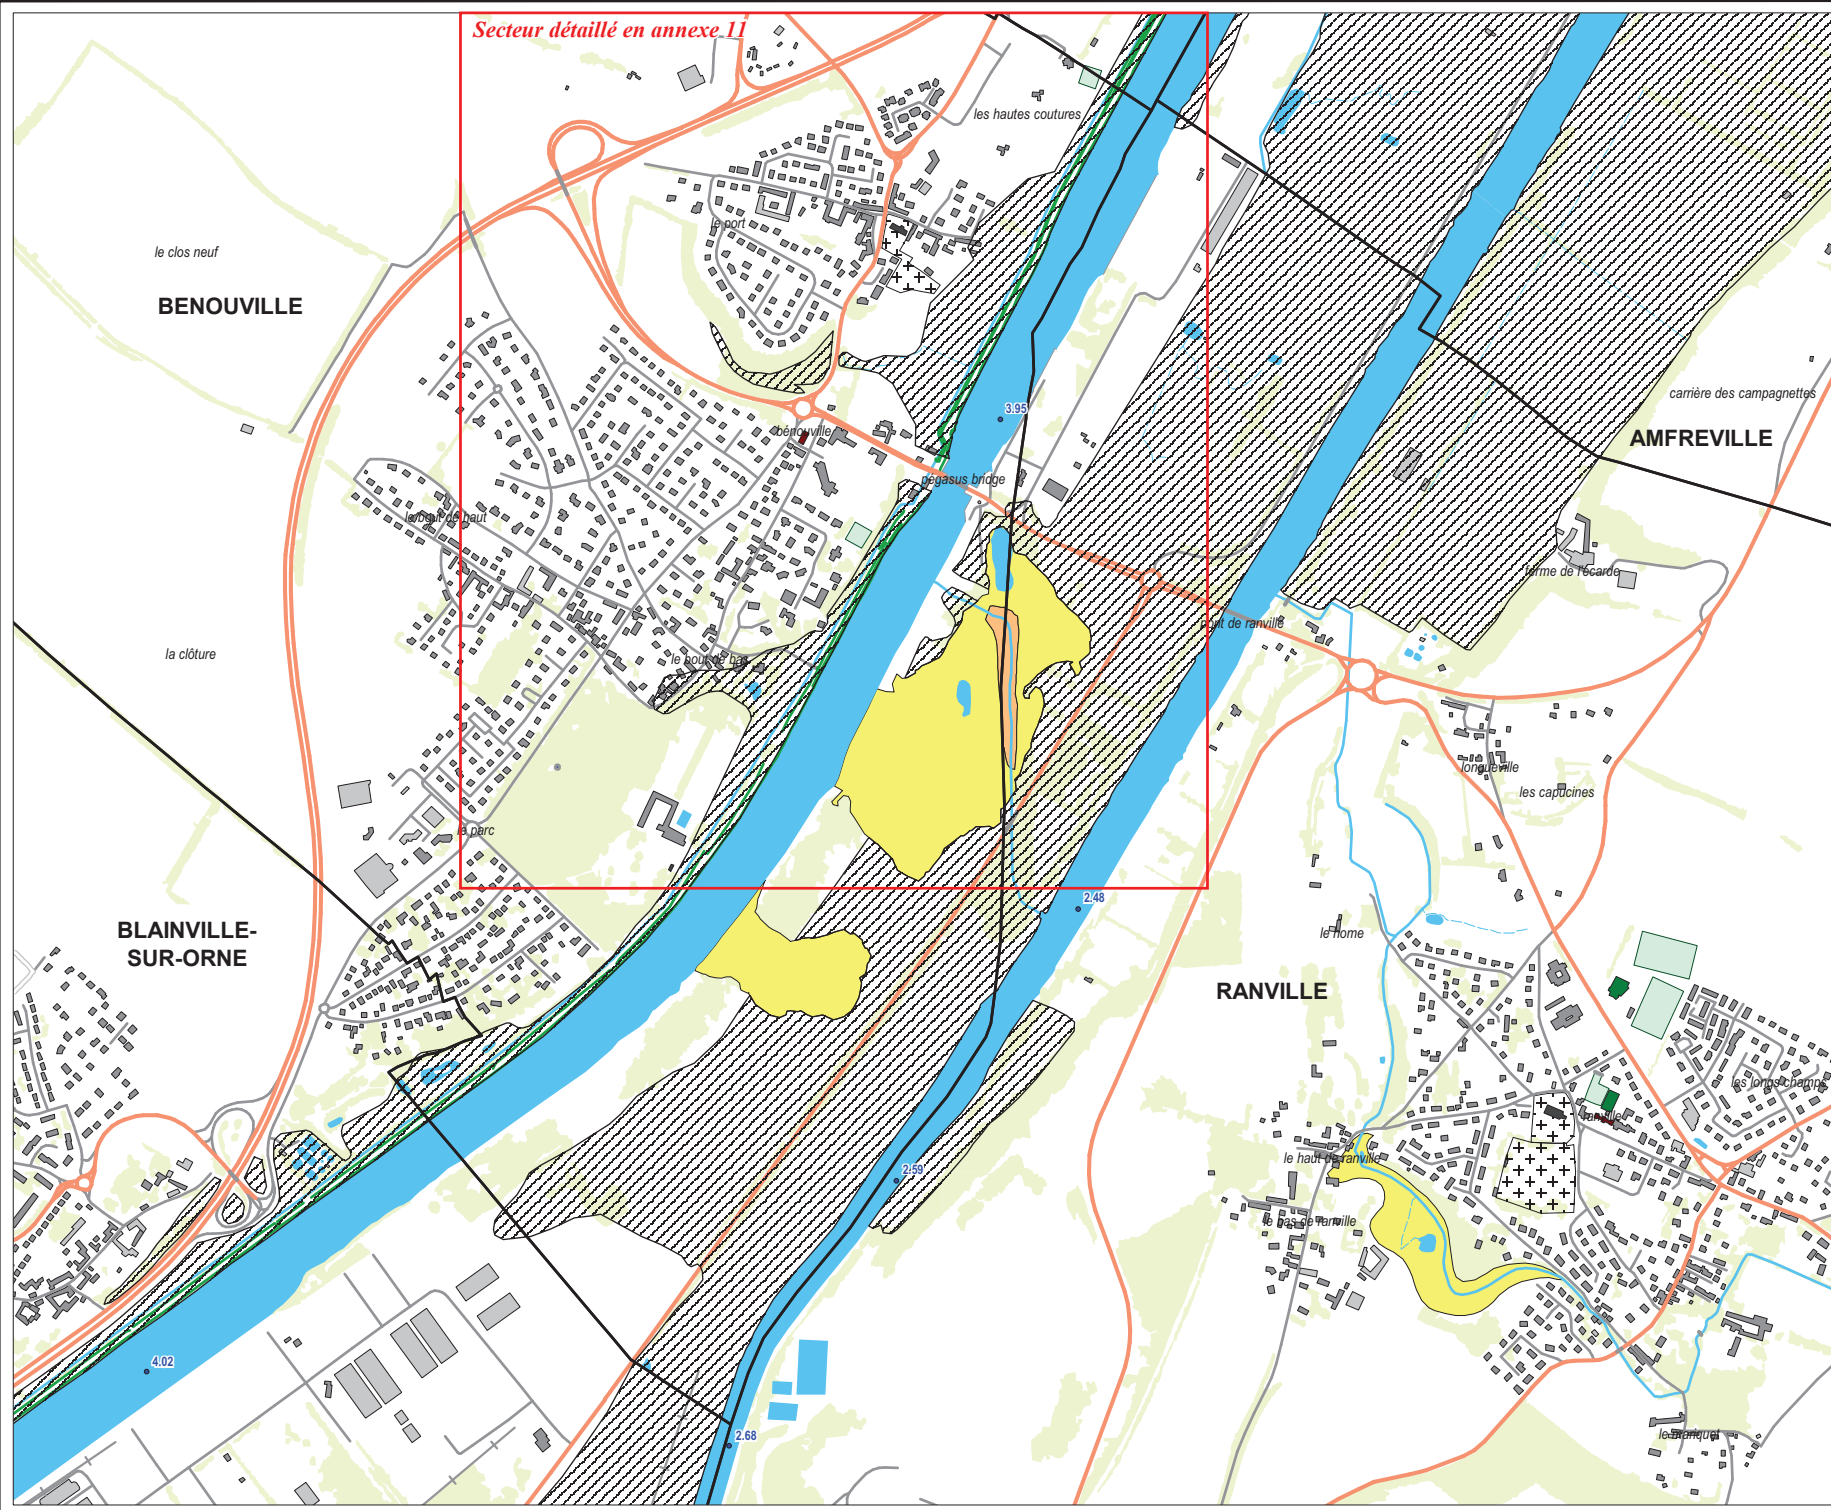 Secteur détaillé en annexe 11
les hautes coutures
le port
le clos neuf
BENOUVILLE
carrière des campagnettes
3.95
bénouville
AMFREVILLE
pegasus bridge
le bout de haut
ferme de l'écarde
pont de ranville
la clôture
le bout de bas
longueville
les capucines
le parc
2.48
BLAINVILLE-
SUR-ORNE
le home
RANVILLE
les longs champs
ranville
le haut de ranville
2.59
le bas de ranville
4.02
2.68
le mariquet